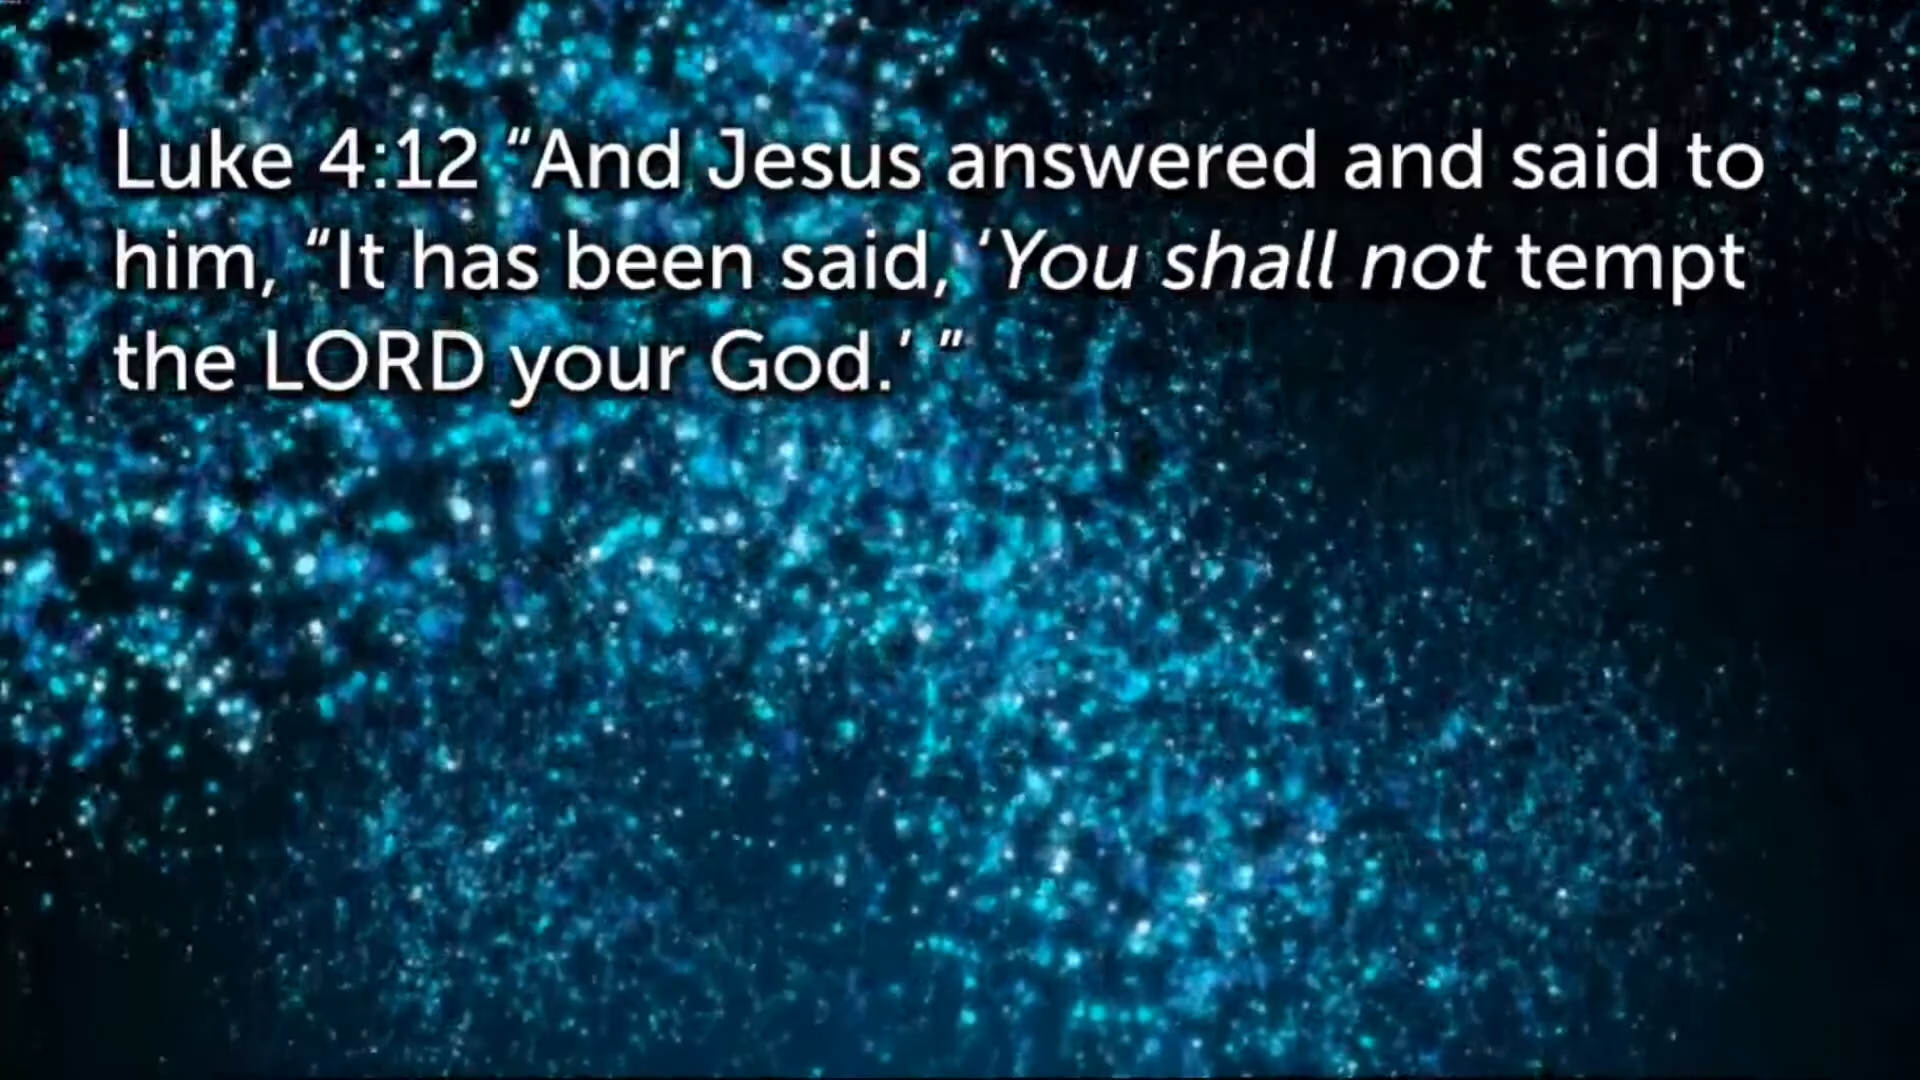 Luke 4:12 “And Jesus answered and said to
him, “It has been said, ‘You shall not tempt
the LORD your God.’ ”